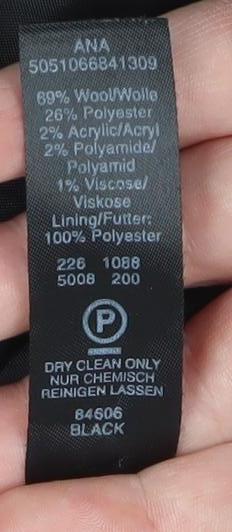 ANA
5051066841309
69% Wool/Wolle
26% Polyester
2% Acrylic/Acryl
2% Polyamide/
Polyamid
1% Viscose/
Viskose
Lining/Futter:
100% Polyester
226 1088
5008 200
P
DRY CLEAN ONLY
NUR CHEMISCH
REINIGEN LASSEN
84606
BLACK